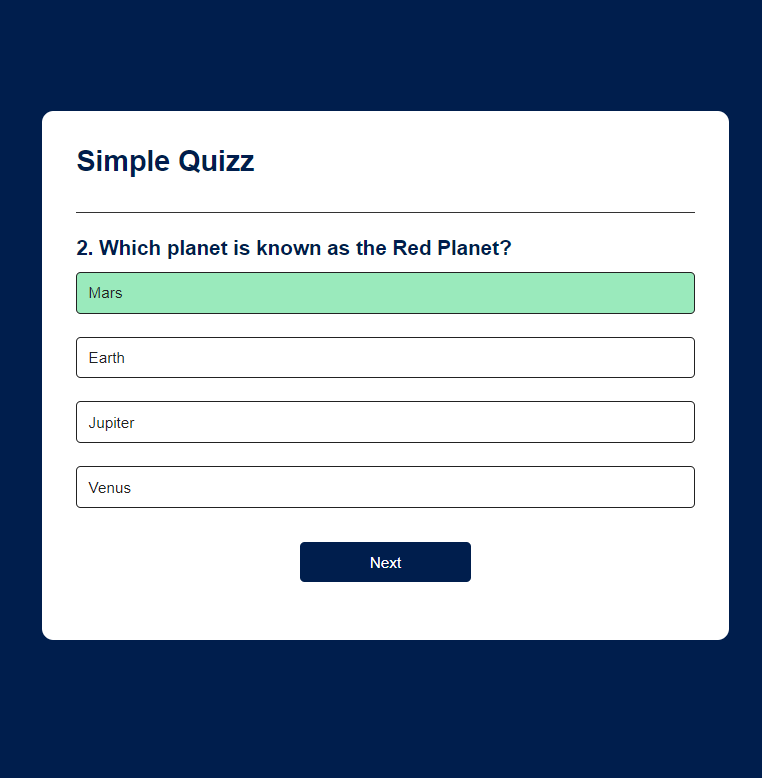 Simple Quizz
2. Which planet is known as the Red Planet?
Mars
Earth
Jupiter
Venus
Next